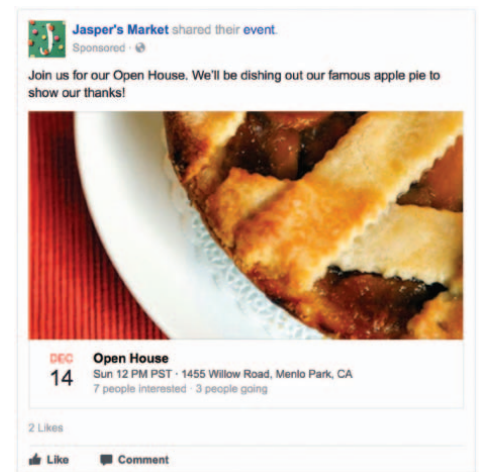 Jasper's Market shared their event.
Sponsored ·
Join us for our Open House. We'll be dishing out our famous apple pie to
show our thanks!
DEC
14
Open House
Sun 12 PM PST · 1455 Willow Road, Menlo Park, CA
7 people interested · 3 people going
2 Likes
Like Comment